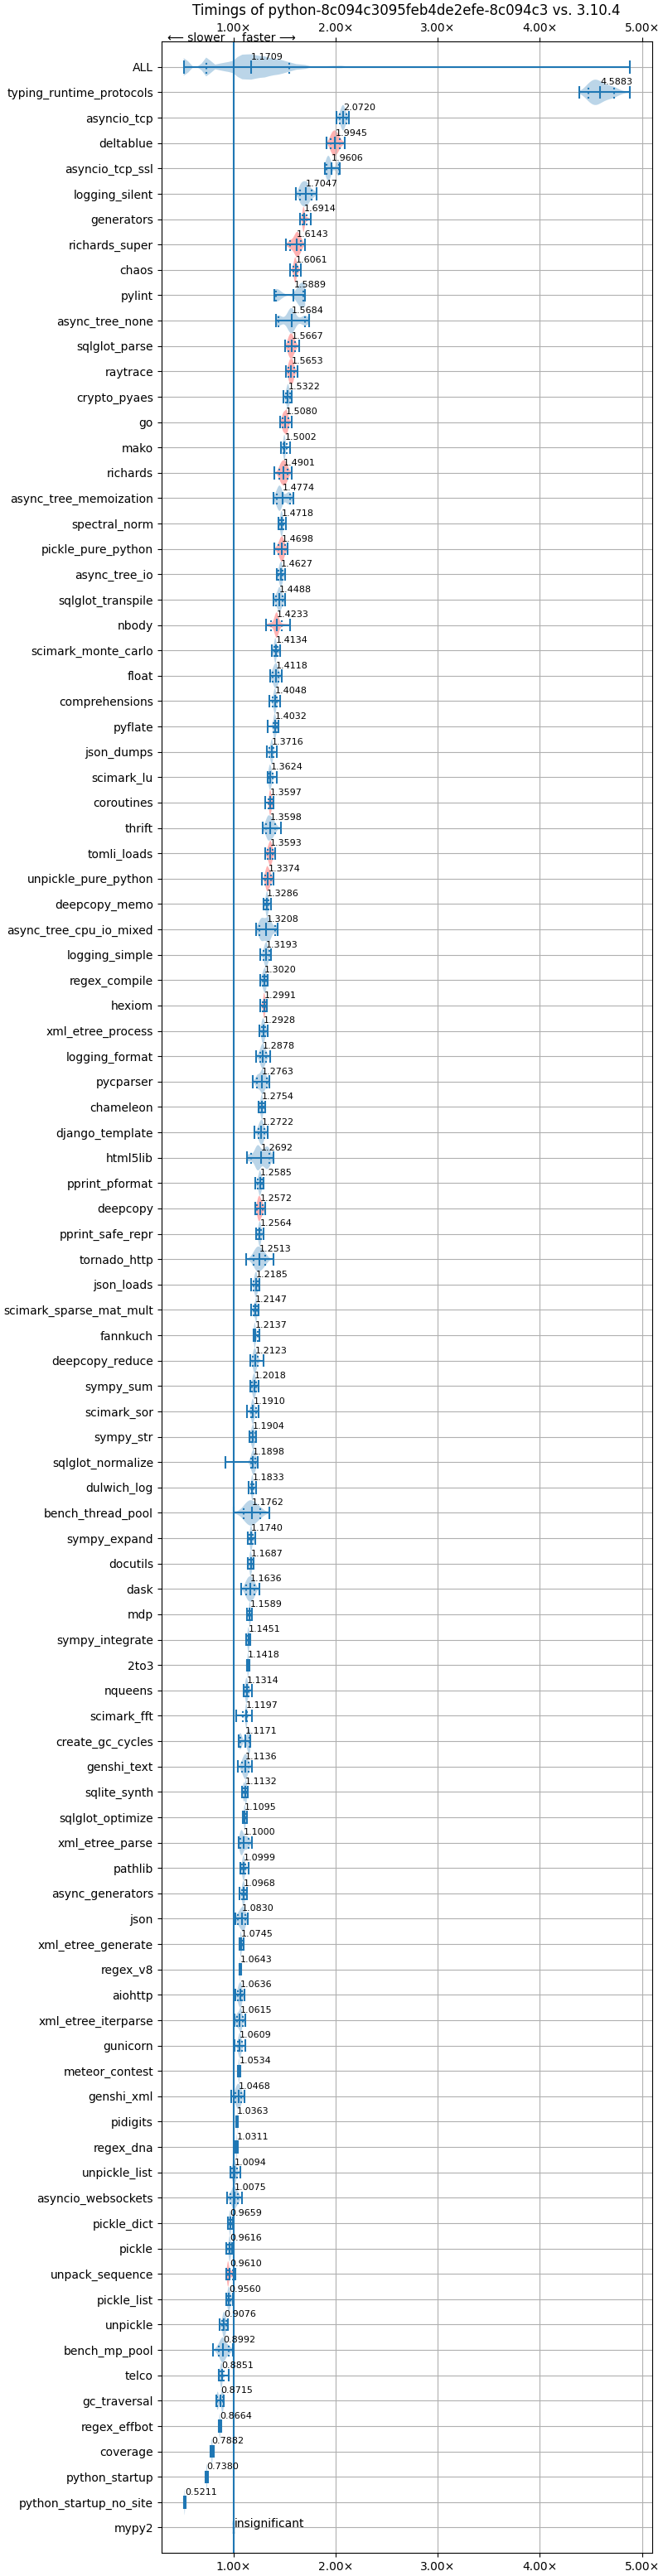 Timings of python-8c094c3095feb4de2efe-8c094c3 vs. 3.10.4
1.00× 2.00× 3.00× 4.00× 5.00×
⟵ slower faster ⟶
ALL 1.1709
typing_runtime_protocols 4.5883
asyncio_tcp 2.0720
deltablue 1.9945
asyncio_tcp_ssl 1.9606
logging_silent 1.7047
generators 1.6914
richards_super 1.6143
chaos 1.6061
pylint 1.5889
async_tree_none 1.5684
sqlglot_parse 1.5667
raytrace 1.5653
crypto_pyaes 1.5322
go 1.5080
mako 1.5002
richards 1.4901
async_tree_memoization 1.4774
spectral_norm 1.4718
pickle_pure_python 1.4698
async_tree_io 1.4627
sqlglot_transpile 1.4488
nbody 1.4233
scimark_monte_carlo 1.4134
float 1.4118
comprehensions 1.4048
pyflate 1.4032
json_dumps 1.3716
scimark_lu 1.3624
coroutines 1.3597
thrift 1.3598
tomli_loads 1.3593
unpickle_pure_python 1.3374
deepcopy_memo 1.3286
async_tree_cpu_io_mixed 1.3208
logging_simple 1.3193
regex_compile 1.3020
hexiom 1.2991
xml_etree_process 1.2928
logging_format 1.2878
pycparser 1.2763
chameleon 1.2754
django_template 1.2722
html5lib 1.2692
pprint_pformat 1.2585
deepcopy 1.2572
pprint_safe_repr 1.2564
tornado_http 1.2513
json_loads 1.2185
scimark_sparse_mat_mult 1.2147
fannkuch 1.2137
deepcopy_reduce 1.2123
sympy_sum 1.2018
scimark_sor 1.1910
sympy_str 1.1904
sqlglot_normalize 1.1898
dulwich_log 1.1833
bench_thread_pool 1.1762
sympy_expand 1.1740
docutils 1.1687
dask 1.1636
mdp 1.1589
sympy_integrate 1.1451
2to3 1.1418
nqueens 1.1314
scimark_fft 1.1197
create_gc_cycles 1.1171
genshi_text 1.1136
sqlite_synth 1.1132
sqlglot_optimize 1.1095
xml_etree_parse 1.1000
pathlib 1.0999
async_generators 1.0968
json 1.0830
xml_etree_generate 1.0745
regex_v8 1.0643
aiohttp 1.0636
xml_etree_iterparse 1.0615
gunicorn 1.0609
meteor_contest 1.0534
genshi_xml 1.0468
pidigits 1.0363
regex_dna 1.0311
unpickle_list 1.0094
asyncio_websockets 1.0075
pickle_dict 0.9659
pickle 0.9616
unpack_sequence 0.9610
pickle_list 0.9560
unpickle 0.9076
bench_mp_pool 0.8992
telco 0.8851
gc_traversal 0.8715
regex_effbot 0.8664
coverage 0.7882
python_startup 0.7380
python_startup_no_site 0.5211
mypy2 insignificant
1.00× 2.00× 3.00× 4.00× 5.00×